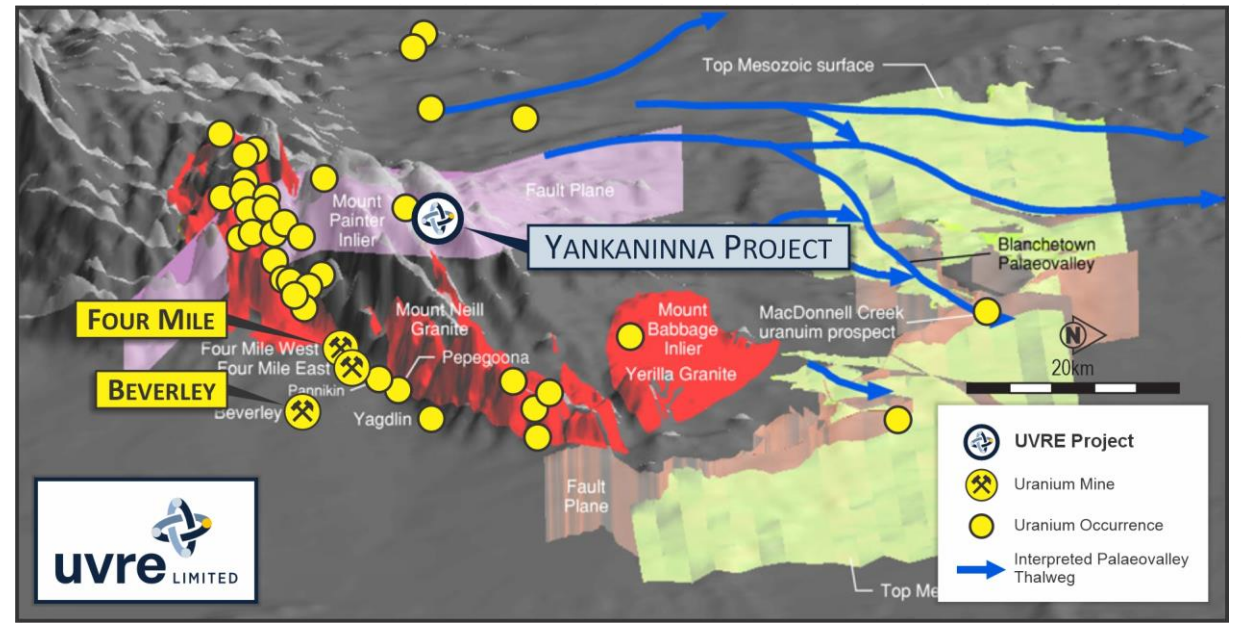 Top Mesozoic surface
Fault Plane
Mount
Painter
Inlier
YANKANINNA PROJECT
Blanchetown
Palaeovalley
FOUR MILE
Mount Neill
Granite
Mount
Babbage
Inlier
MacDonnell Creek
uranuim prospect
N
Four Mile West
Four Mile East
Pepegoona
Yerilla Granite
20km
BEVERLEY
Pannikin
Beverley
Yagdlin
UVRE Project
Uranium Mine
Uranium Occurrence
Interpreted Palaeovalley
Thalweg
Fault
Plane
uvre LIMITED
Top Me